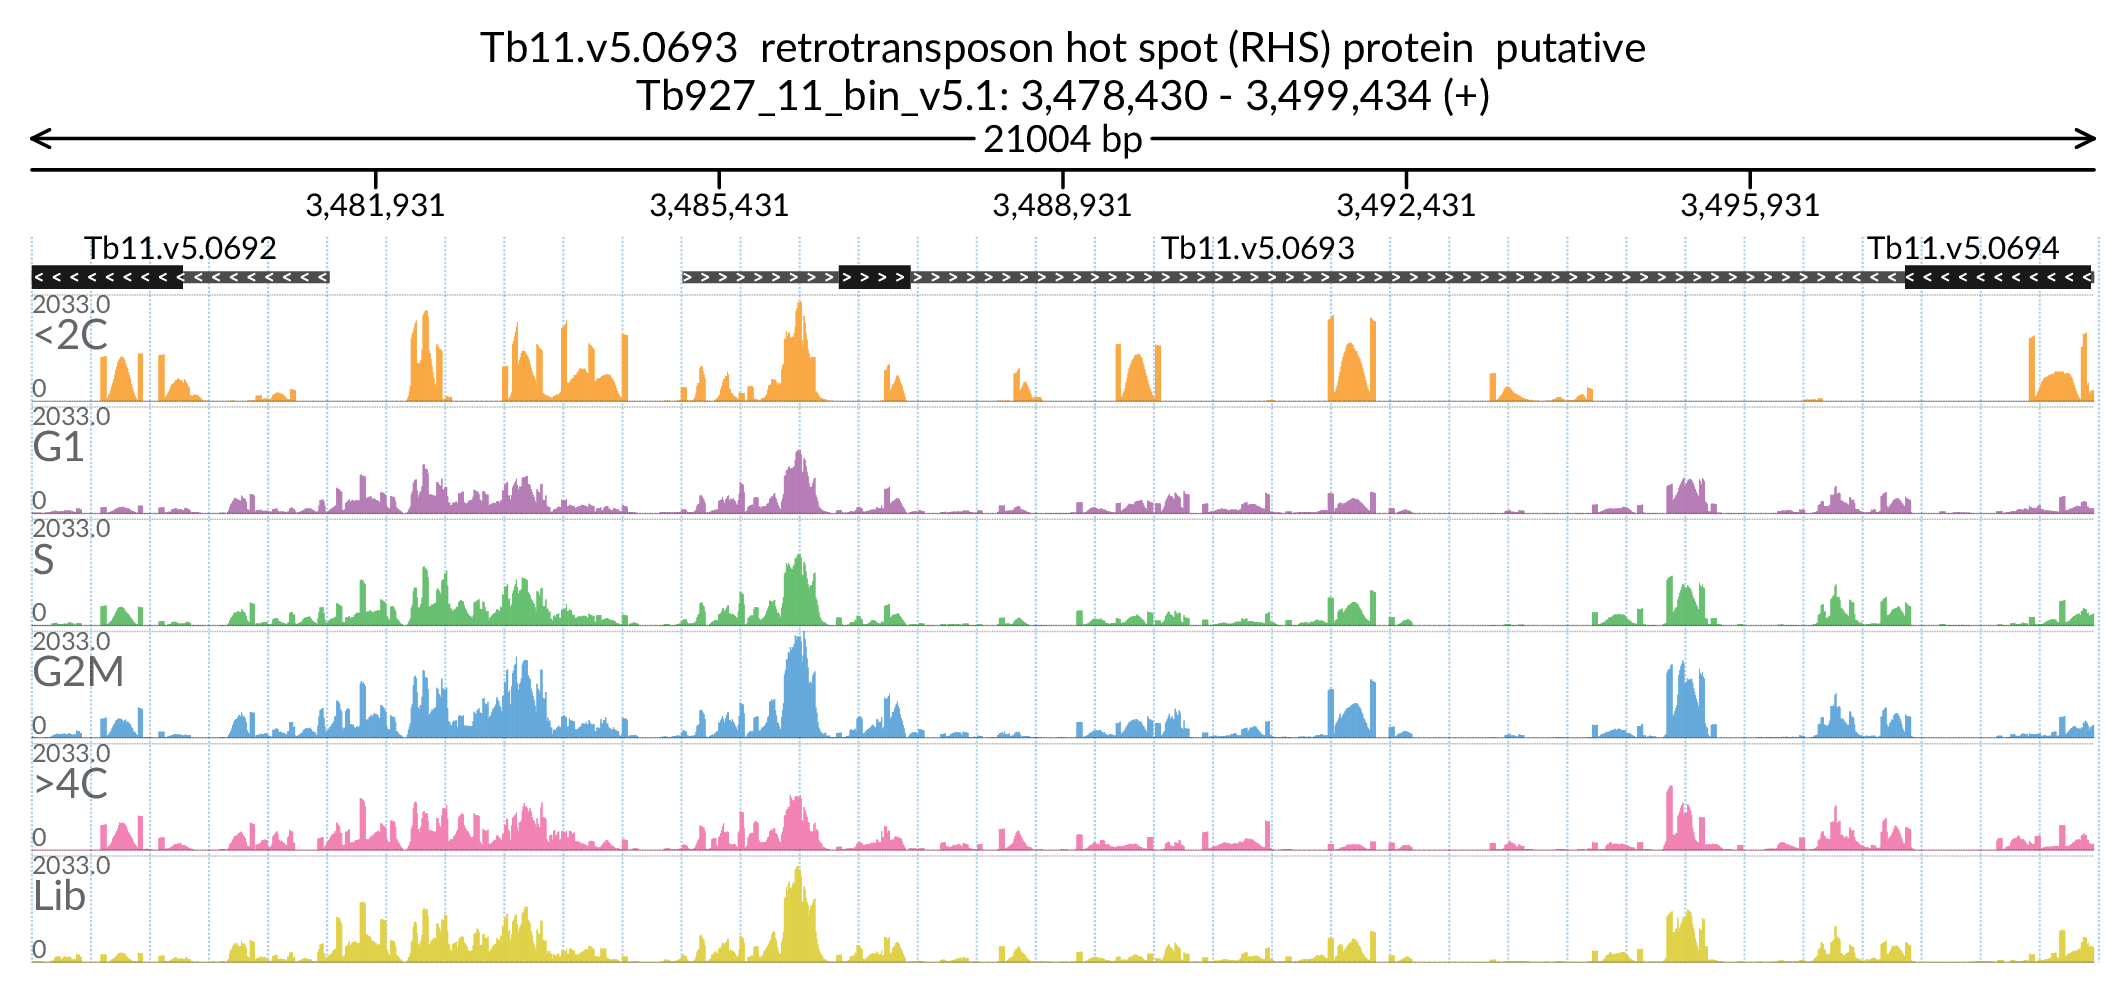 Tb11.v5.0693  retrotransposon hot spot (RHS) protein  putative
Tb927_11_bin_v5.1: 3,478,430 - 3,499,434 (+)
21004 bp
3,481,931 3,485,431 3,488,931 3,492,431 3,495,931
Tb11.v5.0692 Tb11.v5.0693 Tb11.v5.0694
2033.0
<2C
0
2033.0
G1
0
2033.0
S
0
2033.0
G2M
0
2033.0
>4C
0
2033.0
Lib
0